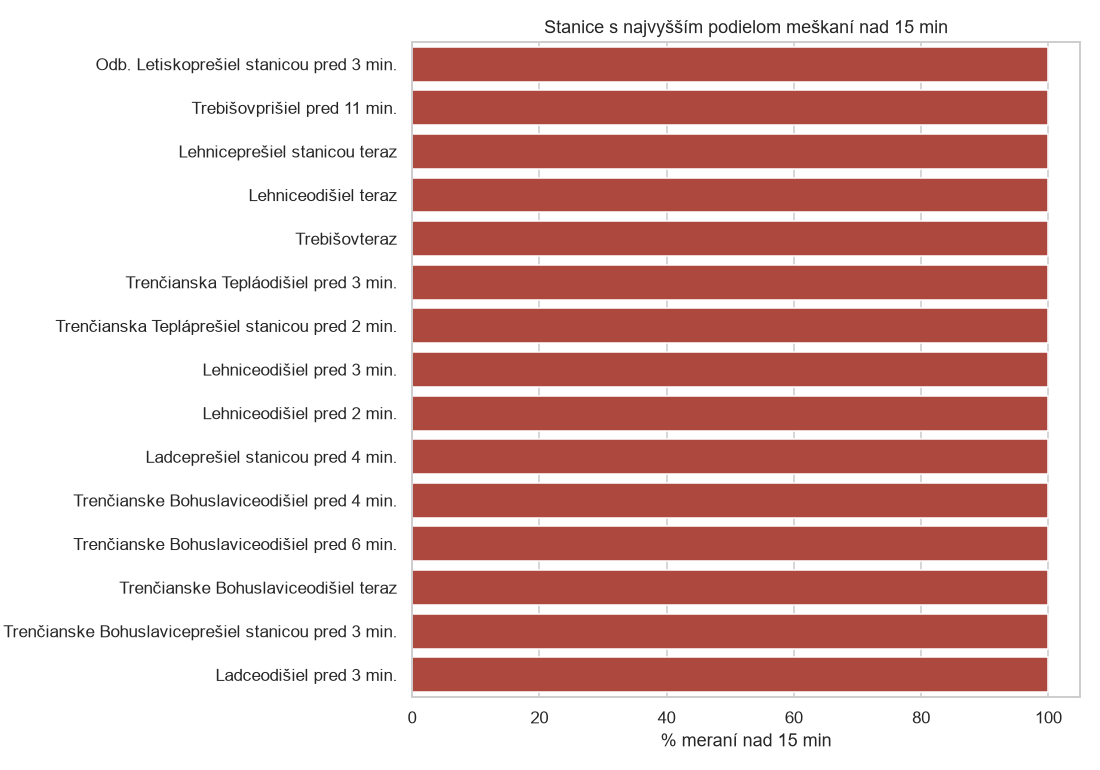 Stanice s najvyšším podielom meškaní nad 15 min
Odb. Letiskoprešiel stanicou pred 3 min.
Trebišovprišiel pred 11 min.
Lehniceprešiel stanicou teraz
Lehniceodišiel teraz
Trebišovteraz
Trenčianska Tepláodišiel pred 3 min.
Trenčianska Tepláprešiel stanicou pred 2 min.
Lehniceodišiel pred 3 min.
Lehniceodišiel pred 2 min.
Ladceprešiel stanicou pred 4 min.
Trenčianske Bohuslaviceodišiel pred 4 min.
Trenčianske Bohuslaviceodišiel pred 6 min.
Trenčianske Bohuslaviceodišiel teraz
Trenčianske Bohuslaviceprešiel stanicou pred 3 min.
Ladceodišiel pred 3 min.
0 20 40 60 80 100
% meraní nad 15 min